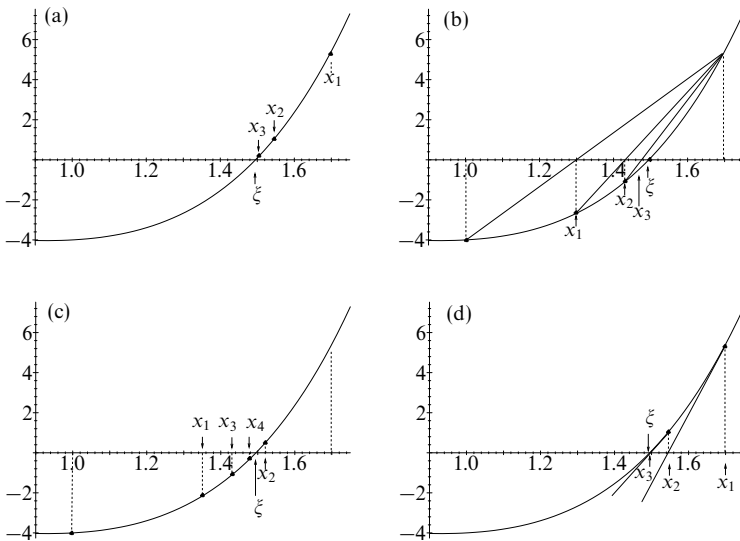 (a)
6
4
2
x₁
x₂
x₃
1.0 1.2 1.4 1.6
ξ
−2
−4
(b)
6
4
2
1.0 1.2 1.4 1.6
ξ
x₂
x₃
x₁
−2
−4
(c)
6
4
2
x₁ x₃ x₄
1.0 1.2 1.4 1.6
x₂
ξ
−2
−4
(d)
6
4
2
ξ
1.0 1.2 1.4 1.6
x₃ x₂ x₁
−2
−4